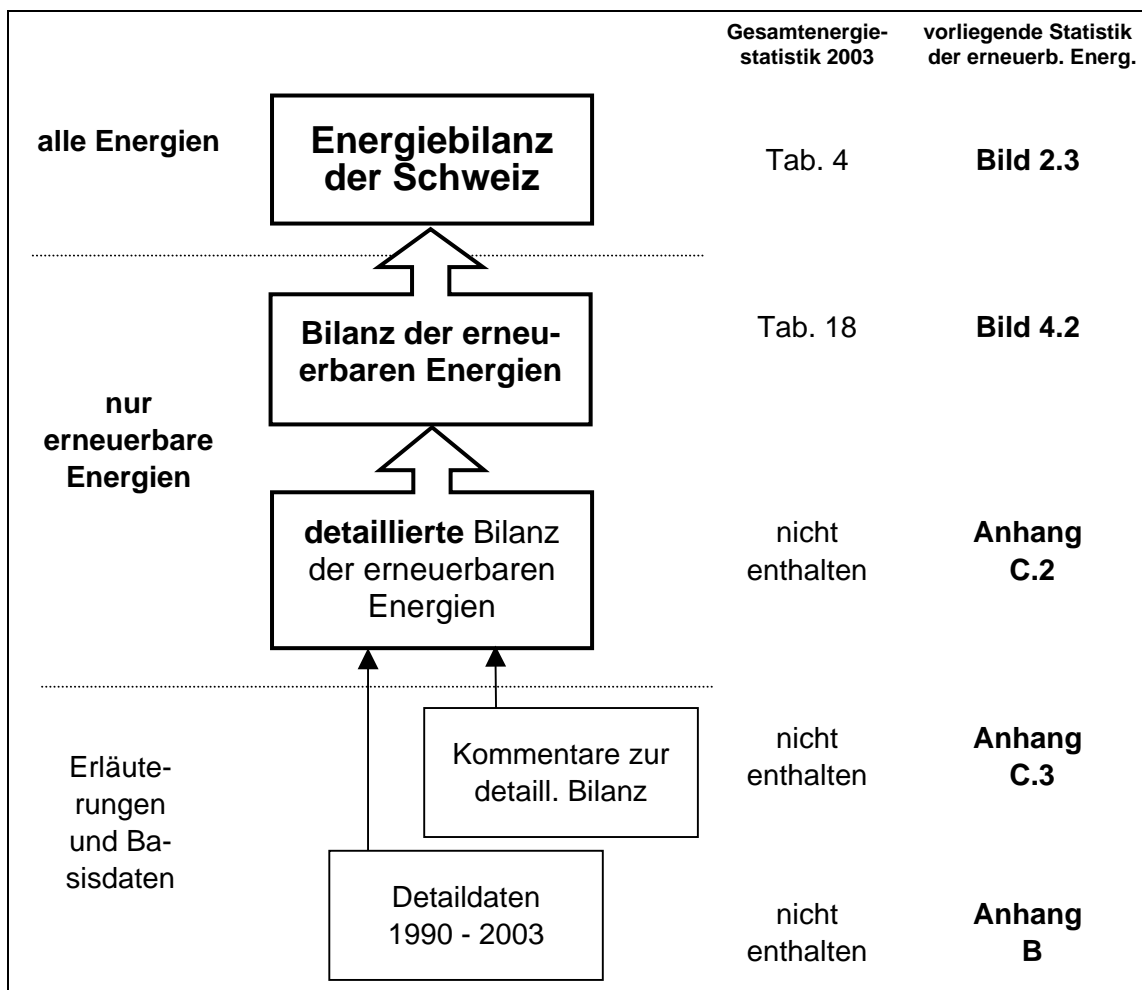 Gesamtenergie-
statistik 2003
vorliegende Statistik
der erneuerb. Energ.
alle Energien
Energiebilanz
der Schweiz
Tab. 4
Bild 2.3
nur
erneuerbare
Energien
Bilanz der erneu-
erbaren Energien
Tab. 18
Bild 4.2
detaillierte Bilanz
der erneuerbaren
Energien
nicht
enthalten
Anhang
C.2
Erläute-
rungen
und Ba-
sisdaten
Kommentare zur
detaill. Bilanz
nicht
enthalten
Anhang
C.3
Detaildaten
1990 - 2003
nicht
enthalten
Anhang
B